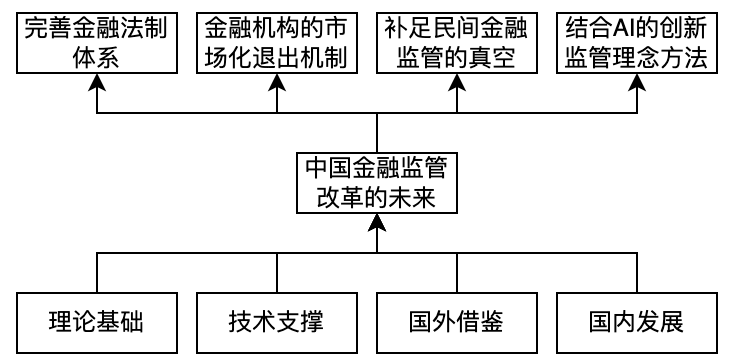 完善金融法制
体系
金融机构的市
场化退出机制
补足民间金融
监管的真空
结合AI的创新
监管理念方法
中国金融监管
改革的未来
理论基础
技术支撑
国外借鉴
国内发展